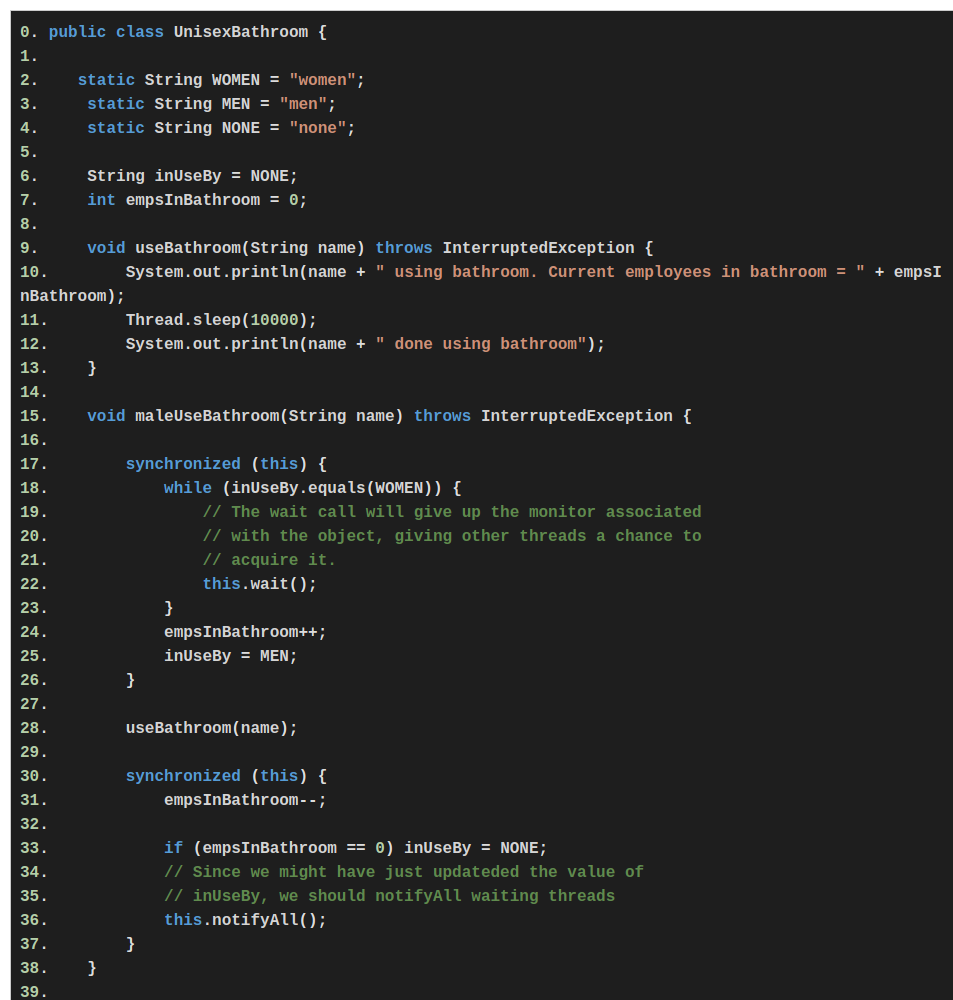 0. public class UnisexBathroom {
1.
2.    static String WOMEN = "women";
3.     static String MEN = "men";
4.     static String NONE = "none";
5.
6.     String inUseBy = NONE;
7.     int empsInBathroom = 0;
8.
9.     void useBathroom(String name) throws InterruptedException {
10.        System.out.println(name + " using bathroom. Current employees in bathroom = " + empsI
nBathroom);
11.        Thread.sleep(10000);
12.        System.out.println(name + " done using bathroom");
13.    }
14.
15.    void maleUseBathroom(String name) throws InterruptedException {
16.
17.        synchronized (this) {
18.            while (inUseBy.equals(WOMEN)) {
19.                // The wait call will give up the monitor associated
20.                // with the object, giving other threads a chance to
21.                // acquire it.
22.                this.wait();
23.            }
24.            empsInBathroom++;
25.            inUseBy = MEN;
26.        }
27.
28.        useBathroom(name);
29.
30.        synchronized (this) {
31.            empsInBathroom--;
32.
33.            if (empsInBathroom == 0) inUseBy = NONE;
34.            // Since we might have just updateded the value of
35.            // inUseBy, we should notifyAll waiting threads
36.            this.notifyAll();
37.        }
38.    }
39.